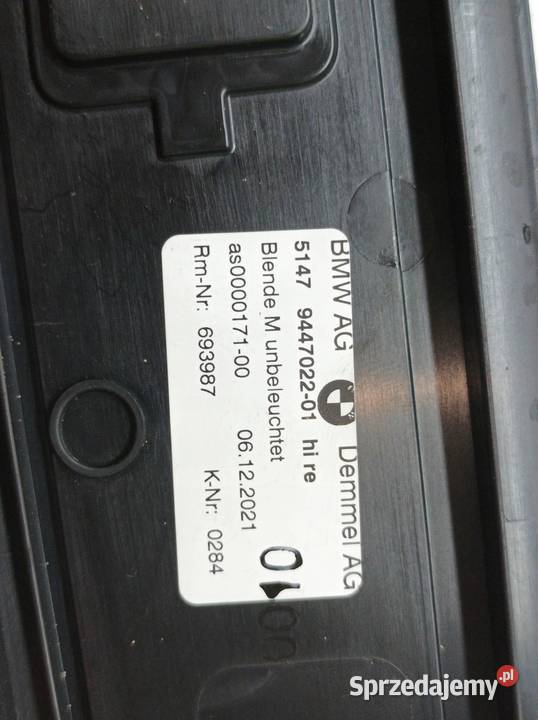 BMW AG Demmel AG
5147 9447022-01 hi re
Blende M unbeleuchtet
as0000171-00 06.12.2021
Rm-Nr: 693987 K-Nr: 0284
Sprzedajemy.pl